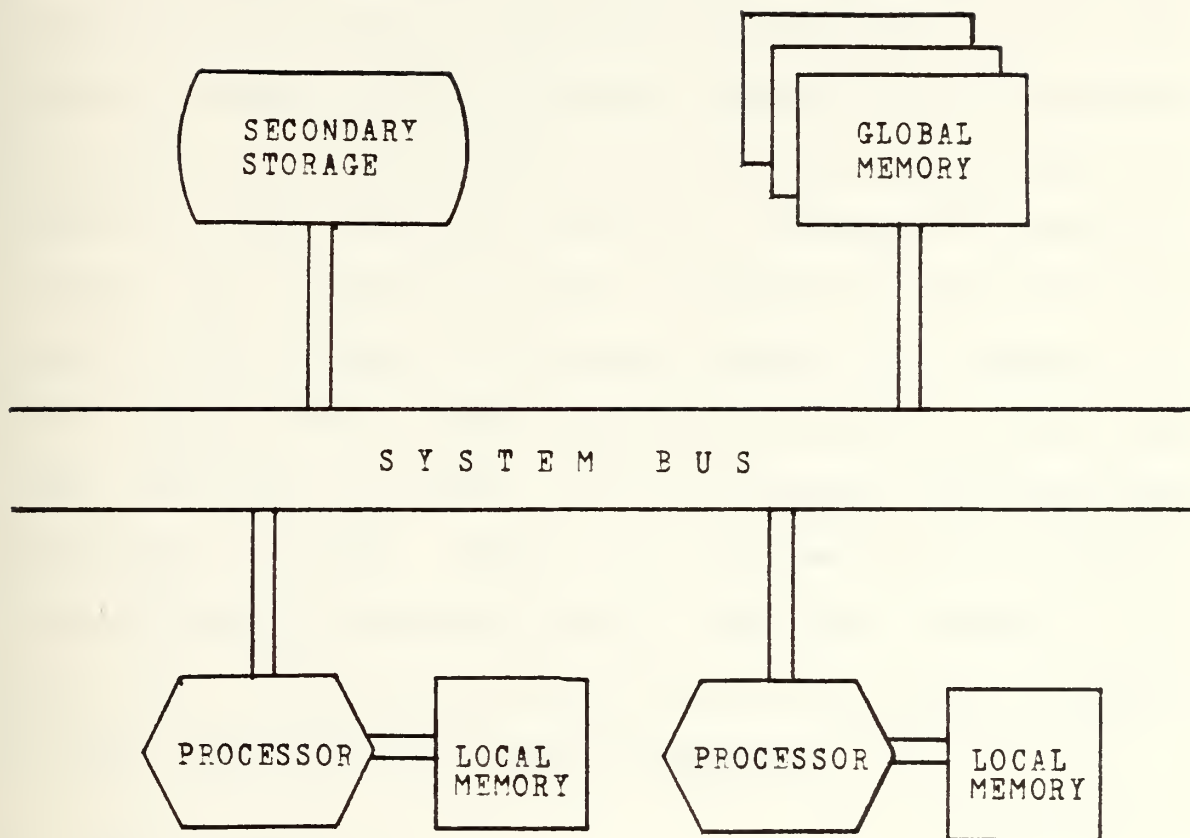 SECONDARY
STORAGE
GLOBAL
MEMORY
SYSTEM BUS
PROCESSOR
LOCAL
MEMORY
PROCESSOR
LOCAL
MEMORY